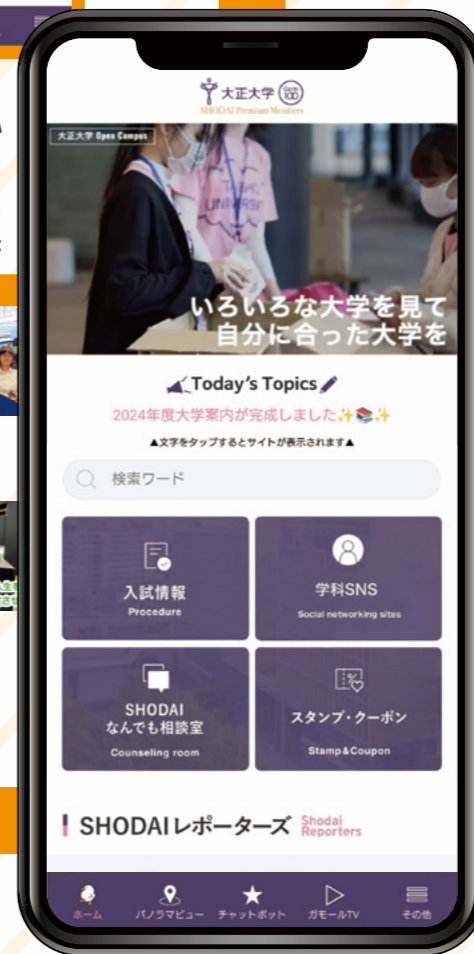 大正大学
SHODAI Premium Members
大正大学 Open Campus
TAISHO
UNIVERSITY
いろいろな大学を見て
自分に合った大学を
Today's Topics
2024年度大学案内が完成しました✨📚✨
▲文字をタップするとサイトが表示されます▲
検索ワード
入試情報
Procedure
学科SNS
Social networking sites
SHODAI
なんでも相談室
Counseling room
スタンプ・クーポン
Stamp&Coupon
SHODAIレポーターズ Shodai
Reporters
ホーム パノラマビュー チャットボット ガモールTV その他